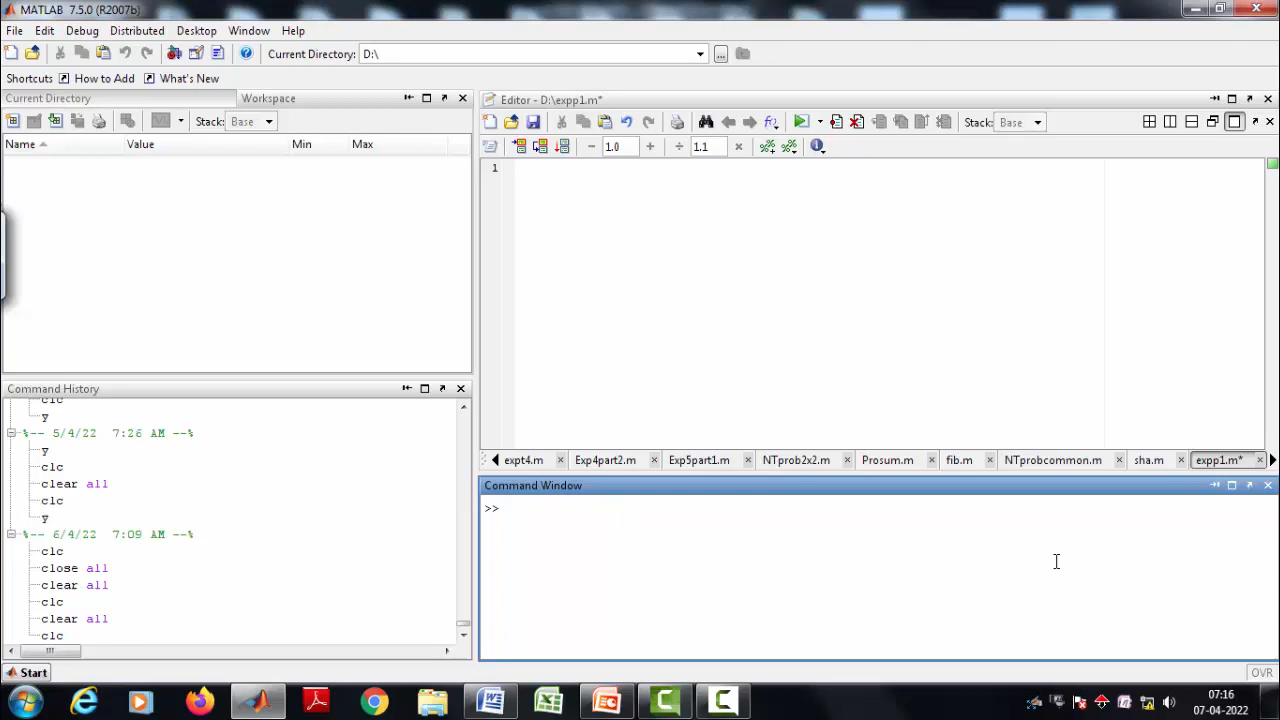 MATLAB 7.5.0 (R2007b)
File Edit Debug Distributed Desktop Window Help
Current Directory: D:\ ...
Shortcuts How to Add What's New
Current Directory Workspace
Stack: Base
Name Value Min Max
Editor - D:\expp1.m*
Stack: Base
- 1.0 + ÷ 1.1 ×
1
expt4.m Exp4part2.m Exp5part1.m NTprob2x2.m Prosum.m fib.m NTprobcommon.m sha.m expp1.m*
Command History
clc
y
%-- 5/4/22 7:26 AM --%
y
clc
clear all
clc
y
%-- 6/4/22 7:09 AM --%
clc
close all
clear all
clc
clear all
clc
Command Window
>>
Start
OVR
07:16
07-04-2022